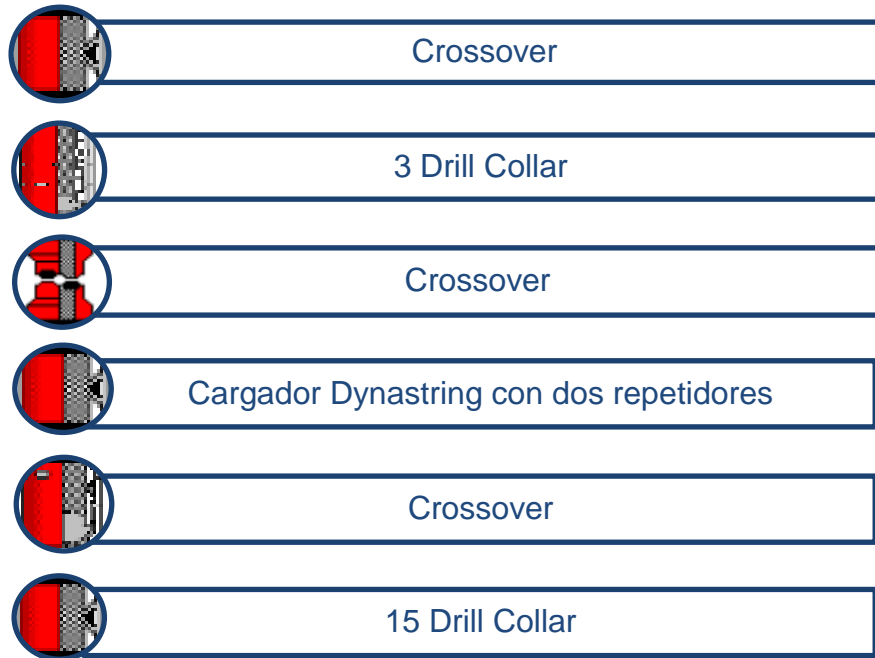 Crossover
3 Drill Collar
Crossover
Cargador Dynastring con dos repetidores
Crossover
15 Drill Collar